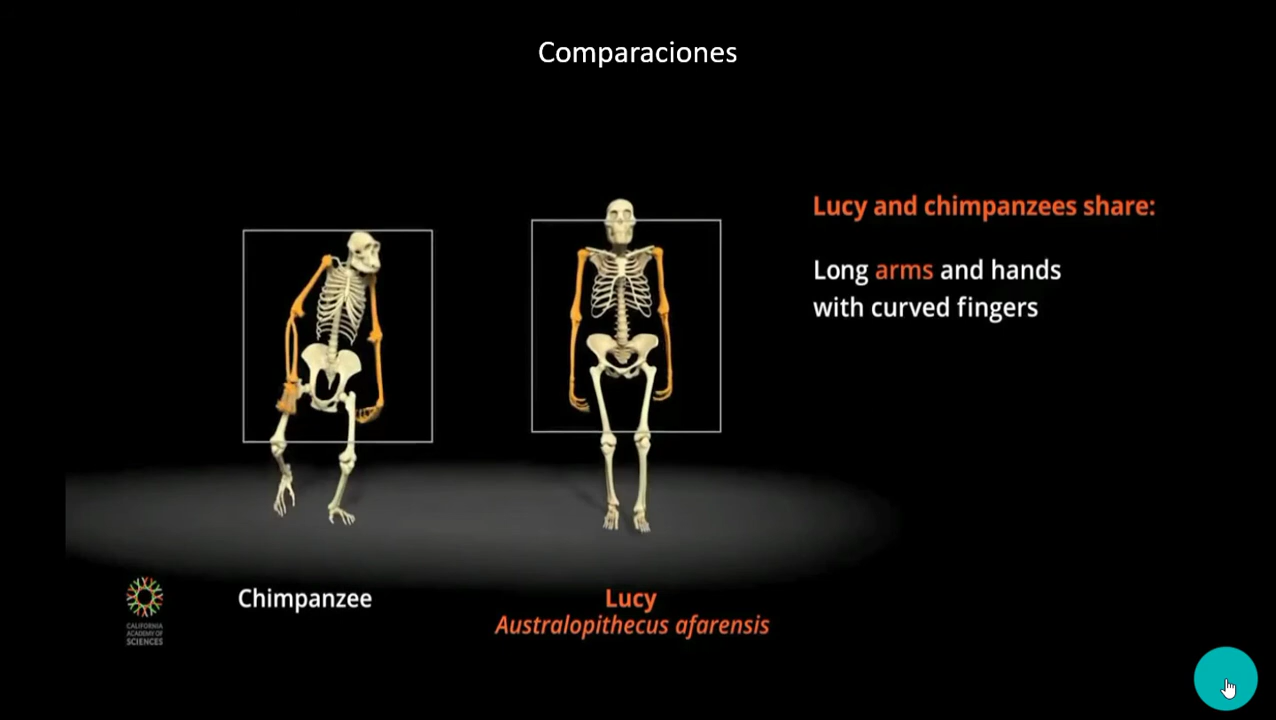 Comparaciones
Lucy and chimpanzees share:
Long arms and hands
with curved fingers
Chimpanzee
Lucy
Australopithecus afarensis
CALIFORNIA
ACADEMY OF
SCIENCES